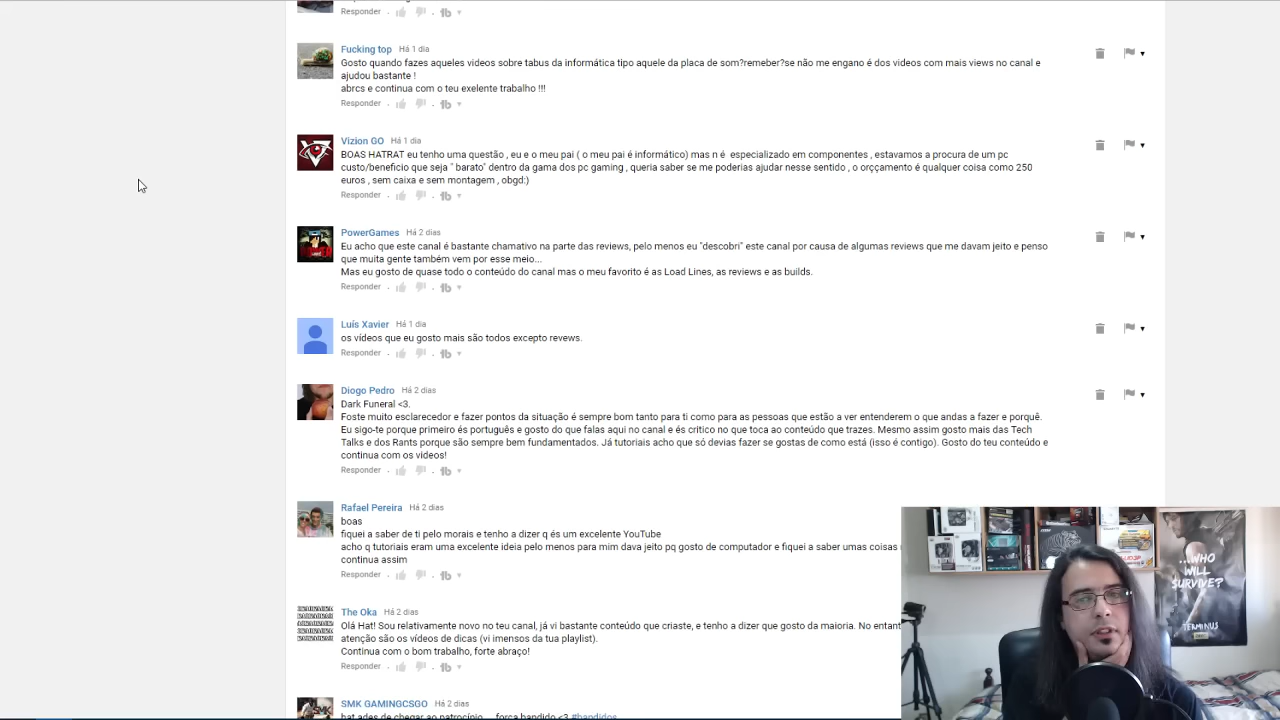 Responder
Fucking top Há 1 dia
Gosto quando fazes aqueles videos sobre tabus da informática tipo aquele da placa de som?remeber?se não me engano é dos videos com mais views no canal e
ajudou bastante !
abrcs e continua com o teu exelente trabalho !!!
Responder
Vizion GO Há 1 dia
BOAS HATRAT eu tenho uma questão , eu e o meu pai ( o meu pai é informático) mas n é especializado em componentes , estavamos a procura de um pc
custo/beneficio que seja " barato" dentro da gama dos pc gaming , queria saber se me poderias ajudar nesse sentido , o orççamento é qualquer coisa como 250
euros , sem caixa e sem montagem , obgd:)
Responder
PowerGames Há 2 dias
Eu acho que este canal é bastante chamativo na parte das reviews, pelo menos eu "descobri" este canal por causa de algumas reviews que me davam jeito e penso
que muita gente também vem por esse meio...
Mas eu gosto de quase todo o conteúdo do canal mas o meu favorito é as Load Lines, as reviews e as builds.
Responder
Luís Xavier Há 1 dia
os vídeos que eu gosto mais são todos excepto revews.
Responder
Diogo Pedro Há 2 dias
Dark Funeral <3.
Foste muito esclarecedor e fazer pontos da situação é sempre bom tanto para ti como para as pessoas que estão a ver entenderem o que andas a fazer e porquê.
Eu sigo-te porque primeiro és português e gosto do que falas aqui no canal e és critico no que toca ao conteúdo que trazes. Mesmo assim gosto mais das Tech
Talks e dos Rants porque são sempre bem fundamentados. Já tutoriais acho que só devias fazer se gostas de como está (isso é contigo). Gosto do teu conteúdo e
continua com os videos!
Responder
Rafael Pereira Há 2 dias
boas
fiquei a saber de ti pelo morais e tenho a dizer q és um excelente YouTube
acho q tutoriais eram uma excelente ideia pelo menos para mim dava jeito pq gosto de computador e fiquei a saber umas coisas
continua assim
Responder
The Oka Há 2 dias
Olá Hat! Sou relativamente novo no teu canal, já vi bastante conteúdo que criaste, e tenho a dizer que gosto da maioria. No entan
atenção são os vídeos de dicas (vi imensos da tua playlist).
Continua com o bom trabalho, forte abraço!
Responder
SMK GAMINGCSGO Há 2 dias
hat ades de chegar ao patrocínio.... força bandido <3 #bandidos
...WHO
WILL
SURVIVE?
TERMINUS